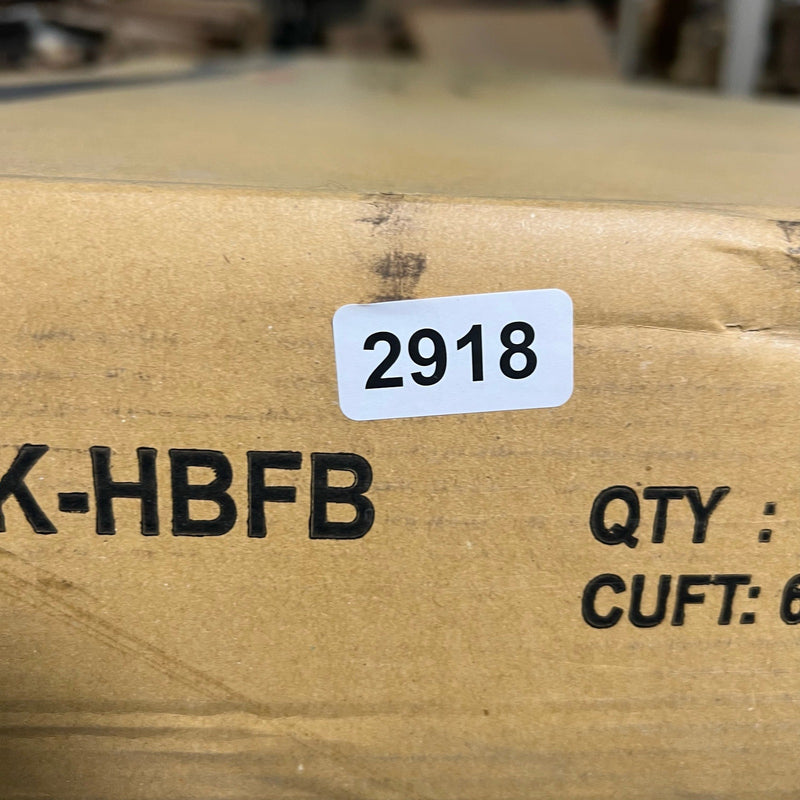 2918
K-HBFB
QTY :
CUFT: 6